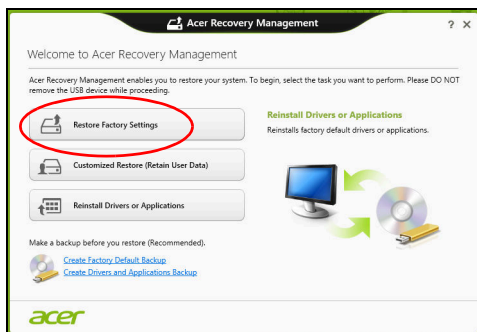 Acer Recovery Management
? X
Welcome to Acer Recovery Management
Acer Recovery Management enables you to restore your system. To begin, select the task you want to perform. Please DO NOT
remove the USB device while proceeding.
Restore Factory Settings
Customized Restore (Retain User Data)
Reinstall Drivers or Applications
Reinstall Drivers or Applications
Reinstalls factory default drivers or applications.
Make a backup before you restore (Recommended).
Create Factory Default Backup
Create Drivers and Applications Backup
acer